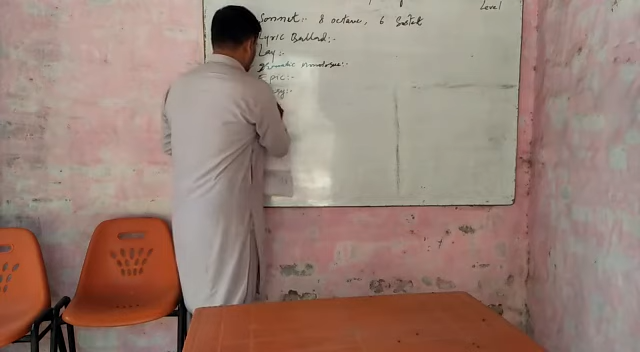 Level
Sonnet:- 8 octave, 6 Sestet
Lyric Ballad:-
Lay:-
Dramatic monologue:-
Epic:-